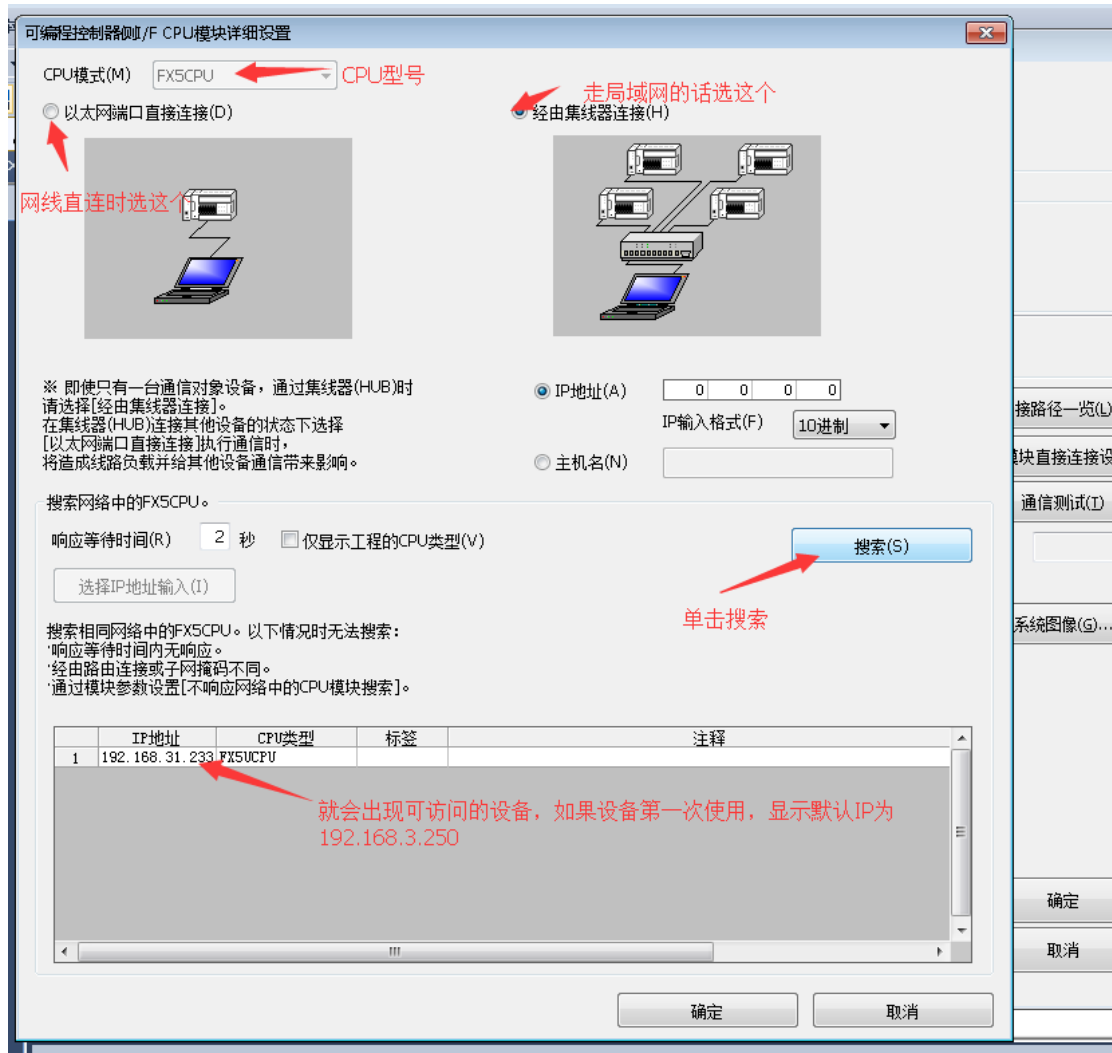 可编程控制器侧I/F CPU模块详细设置
CPU模式(M)
FX5CPU
CPU型号
以太网端口直接连接(D)
走局域网的话选这个
经由集线器连接(H)
网线直连时选这个
※ 即使只有一台通信对象设备，通过集线器(HUB)时
请选择[经由集线器连接]。
在集线器(HUB)连接其他设备的状态下选择
[以太网端口直接连接]执行通信时，
将造成线路负载并给其他设备通信带来影响。
IP地址(A)
0 0 0 0
IP输入格式(F)
10进制
主机名(N)
接路径一览(L)
块直接连接设
通信测试(T)
系统图像(G)...
搜索网络中的FX5CPU。
响应等待时间(R) 2 秒
仅显示工程的CPU类型(V)
搜索(S)
选择IP地址输入(I)
单击搜索
搜索相同网络中的FX5CPU。以下情况时无法搜索：
·响应等待时间内无响应。
·经由路由连接或子网掩码不同。
·通过模块参数设置[不响应网络中的CPU模块搜索]。
IP地址 CPU类型 标签 注释
1 192.168.31.233 FX5UCPU
就会出现可访问的设备，如果设备第一次使用，显示默认IP为
192.168.3.250
确定
取消
确定
取消